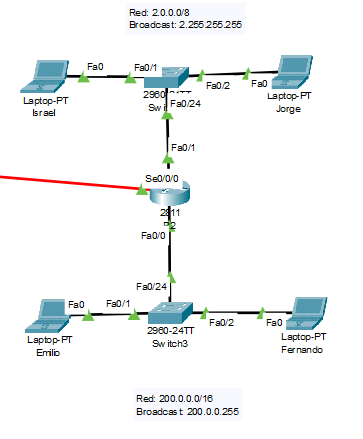 Red: 2.0.0.0/8
Broadcast: 2.255.255.255
Fa0
Fa0/1
Fa0/2
Fa0
Laptop-PT
Israel
2960-24TT
Fa0/24
Laptop-PT
Jorge
Fa0/1
Se0/0/0
2811
Fa0/0
Fa0/24
Fa0
Fa0/1
Fa0/2
Fa0
Laptop-PT
Emilio
2960-24TT
Switch3
Laptop-PT
Fernando
Red: 200.0.0.0/16
Broadcast: 200.0.0.255